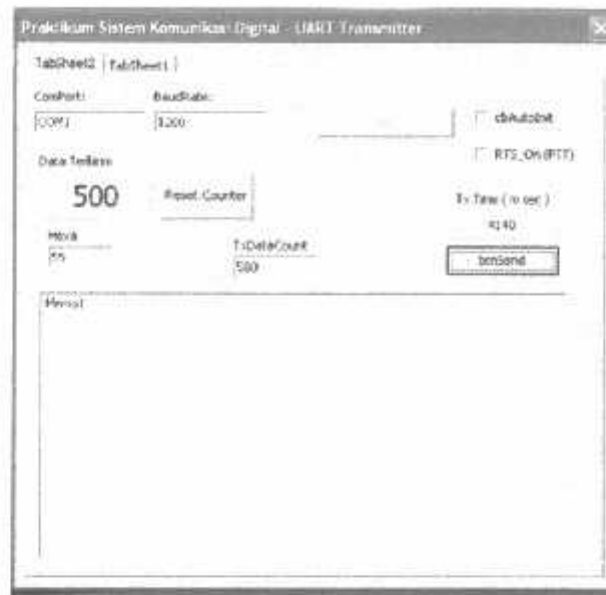 Praktikum Sistem Komunikasi Digital - UART Transmitter
TabSheet2 TabSheet1
ComPort: BaudRate:
COM1 1200
cbAutoInit
RTS_On (PTT)
Data Terkirim
500 Reset Counter
Tx Time ( m sec )
4140
HexA TxDataCount
55 500
btnSend
Memo1